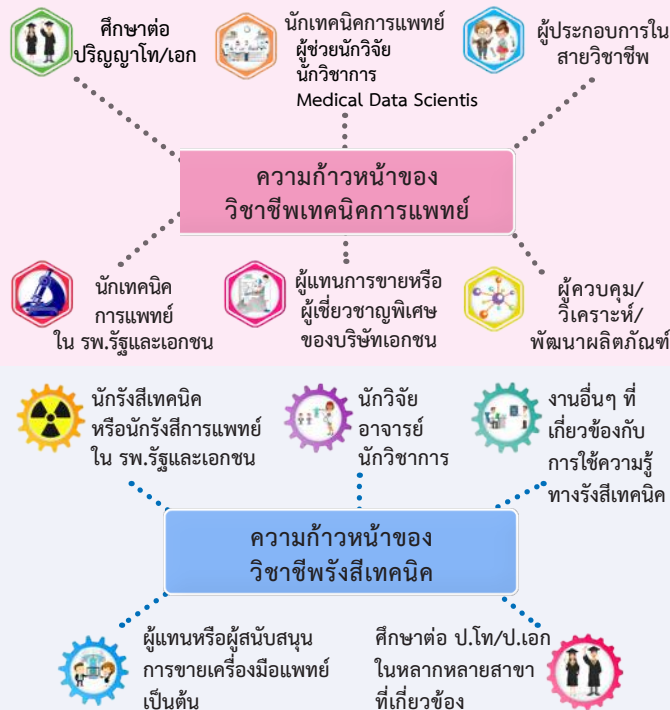 ศึกษาต่อ
ปริญญาโท/เอก
นักเทคนิคการแพทย์
ผู้ช่วยนักวิจัย
นักวิชาการ
Medical Data Scientis
ผู้ประกอบการใน
สายวิชาชีพ
ความก้าวหน้าของ
วิชาชีพเทคนิคการแพทย์
นักเทคนิค
การแพทย์
ใน รพ.รัฐและเอกชน
ผู้แทนการขายหรือ
ผู้เชี่ยวชาญพิเศษ
ของบริษัทเอกชน
ผู้ควบคุม/
วิเคราะห์/
พัฒนาผลิตภัณฑ์
นักรังสีเทคนิค
หรือนักรังสีการแพทย์
ใน รพ.รัฐและเอกชน
นักวิจัย
อาจารย์
นักวิชาการ
งานอื่นๆ ที่
เกี่ยวข้องกับ
การใช้ความรู้
ทางรังสีเทคนิค
ความก้าวหน้าของ
วิชาชีพรังสีเทคนิค
ผู้แทนหรือผู้สนับสนุน
การขายเครื่องมือแพทย์
เป็นต้น
ศึกษาต่อ ป.โท/ป.เอก
ในหลากหลายสาขา
ที่เกี่ยวข้อง